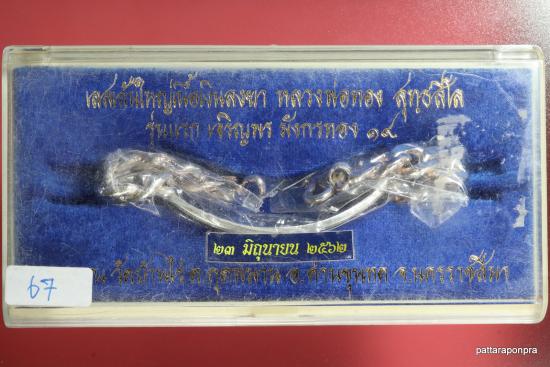 เลสเส้นใหญ่เนื้อเงินลงยา หลวงพ่อทอง สุทฺธสีโล
รุ่นแรก เจริญพร มังกรทอง ๑๙
๒๓ มิถุนายน ๒๕๖๒
ณ วัดบ้านไร่ ต.กุดพิมาน อ.ด่านขุนทด จ.นครราชสีมา
67
pattaraponpra